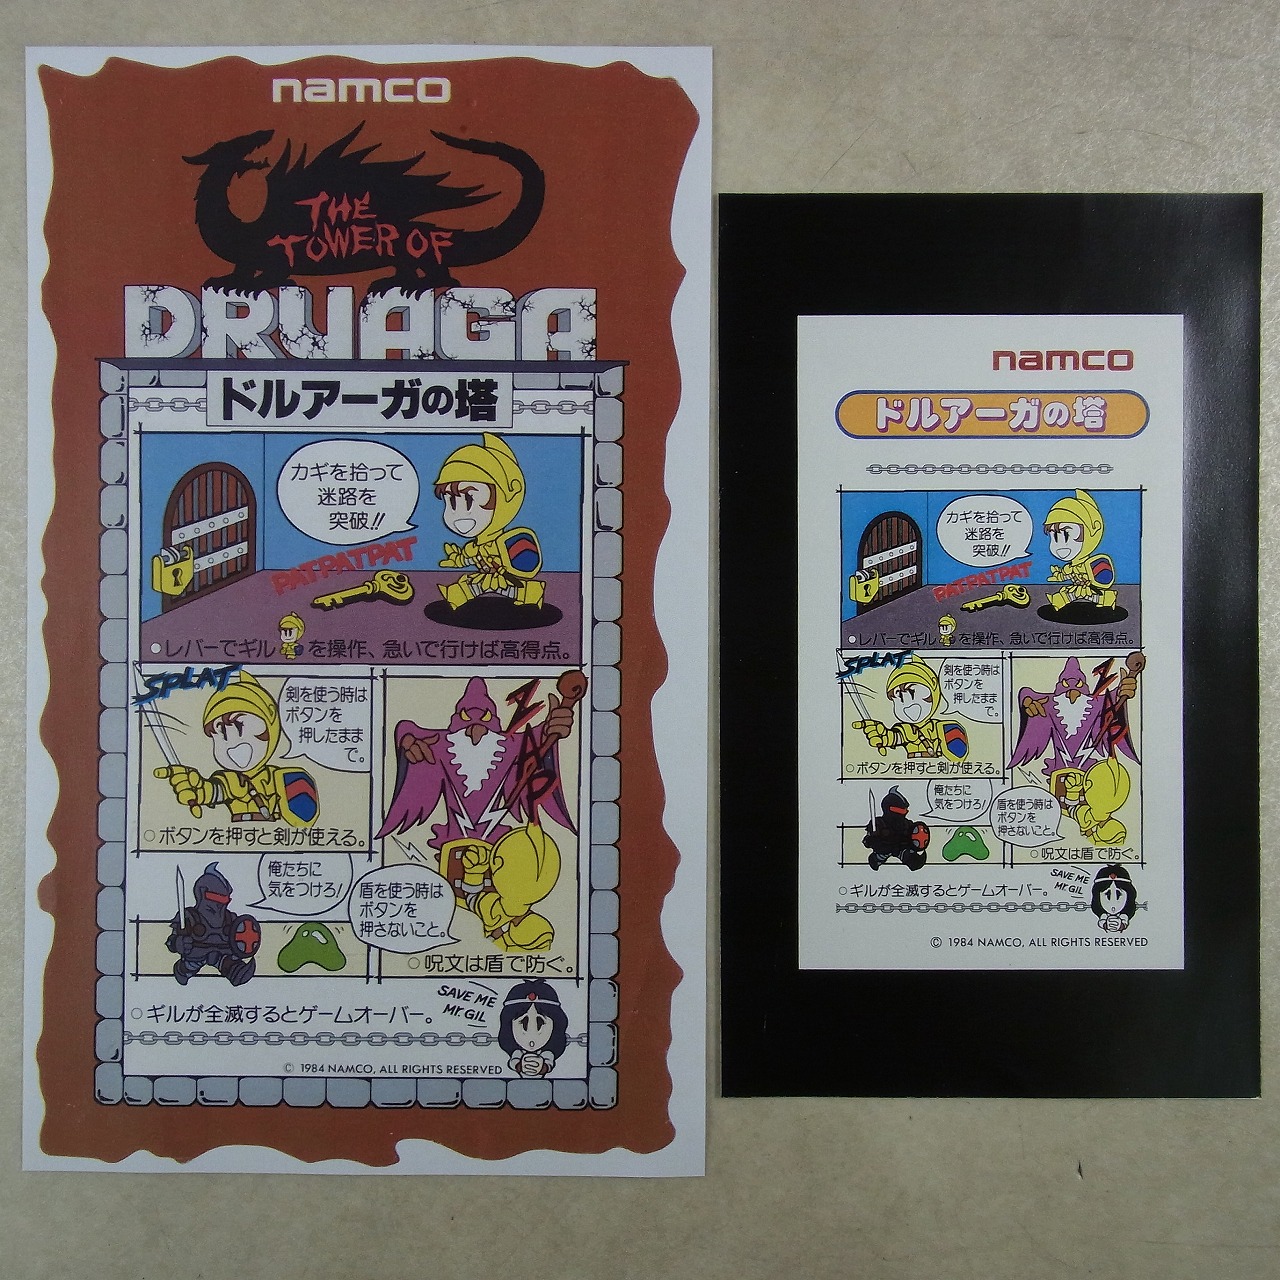 namco
THE
TOWER OF
DRUAGA
ドルアーガの塔
カギを拾って
迷路を
突破!!
PATPATPAT
○レバーでギルを操作、急いで行けば高得点。
SPLAT
剣を使う時は
ボタンを
押したまま
で。
○ボタンを押すと剣が使える。
ZAP
俺たちに
気をつけろ!
盾を使う時は
ボタンを
押さないこと。
○呪文は盾で防ぐ。
○ギルが全滅するとゲームオーバー。
SAVE ME
Mr. GIL
© 1984 NAMCO, ALL RIGHTS RESERVED
namco
ドルアーガの塔
カギを拾って
迷路を
突破!!
PATPATPAT
○レバーでギルを操作、急いで行けば高得点。
SPLAT
剣を使う時は
ボタンを
押したまま
で。
○ボタンを押すと剣が使える。
ZAP
俺たちに
気をつけろ!
盾を使う時は
ボタンを
押さないこと。
○呪文は盾で防ぐ。
○ギルが全滅するとゲームオーバー。
SAVE ME
Mr. GIL
© 1984 NAMCO, ALL RIGHTS RESERVED